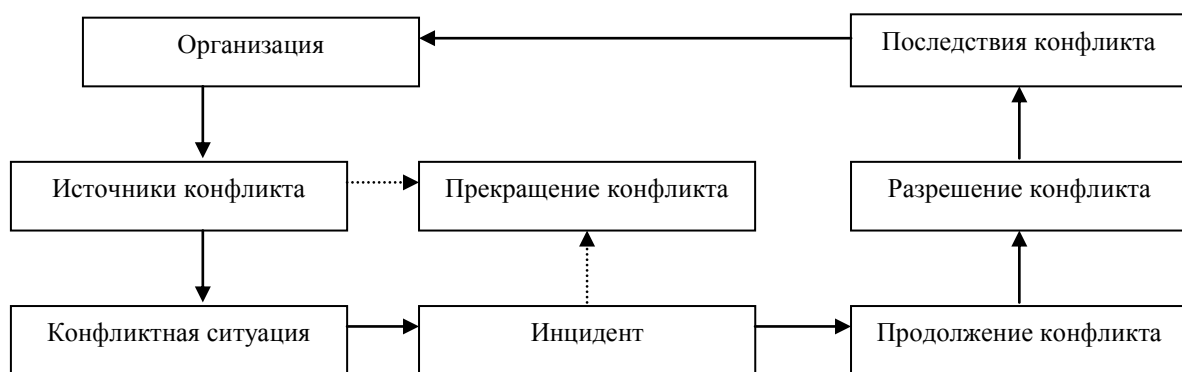 Организация
Последствия конфликта
Источники конфликта
Прекращение конфликта
Разрешение конфликта
Конфликтная ситуация
Инцидент
Продолжение конфликта